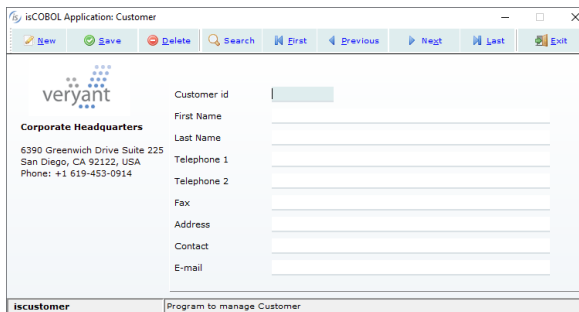 isCOBOL Application: Customer
New Save Delete Search First Previous Next Last Exit
veryant
Corporate Headquarters
6390 Greenwich Drive Suite 225
San Diego, CA 92122, USA
Phone: +1 619-453-0914
Customer id
First Name
Last Name
Telephone 1
Telephone 2
Fax
Address
Contact
E-mail
iscustomer Program to manage Customer